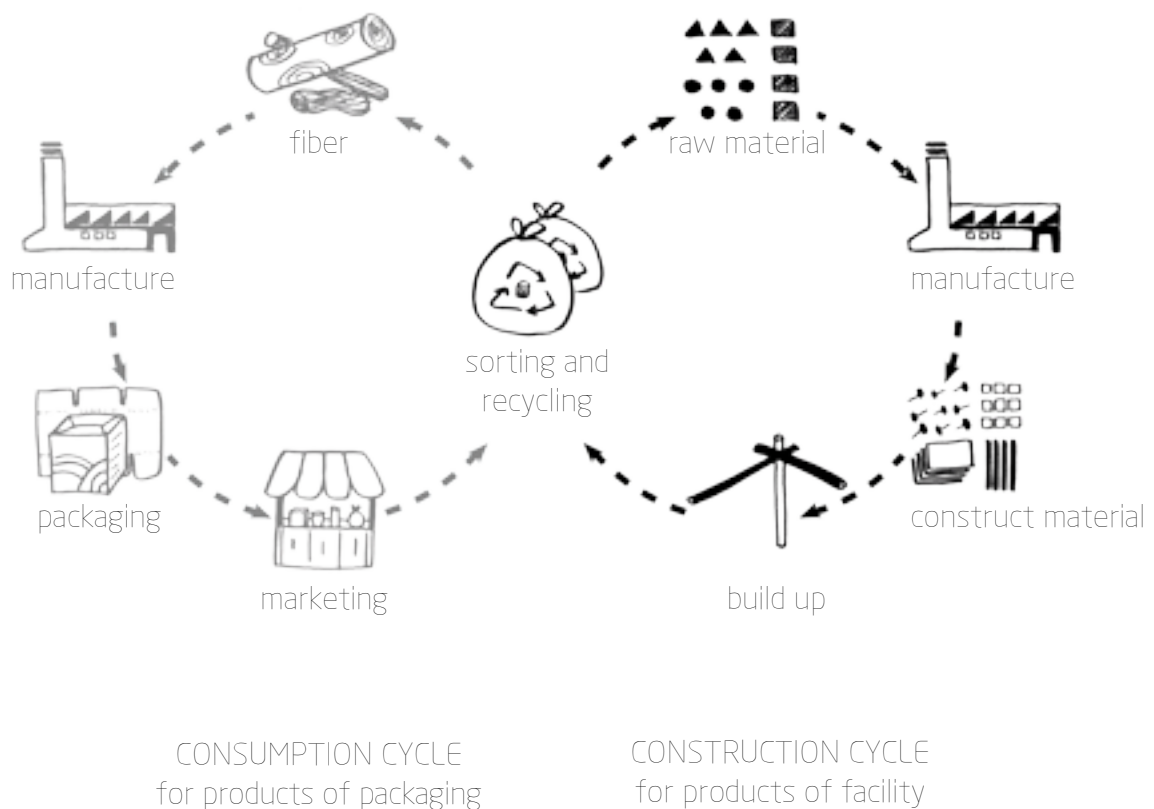 fiber
raw material
manufacture
manufacture
sorting and
recycling
packaging
construct material
marketing
build up
CONSUMPTION CYCLE
for products of packaging
CONSTRUCTION CYCLE
for products of facility